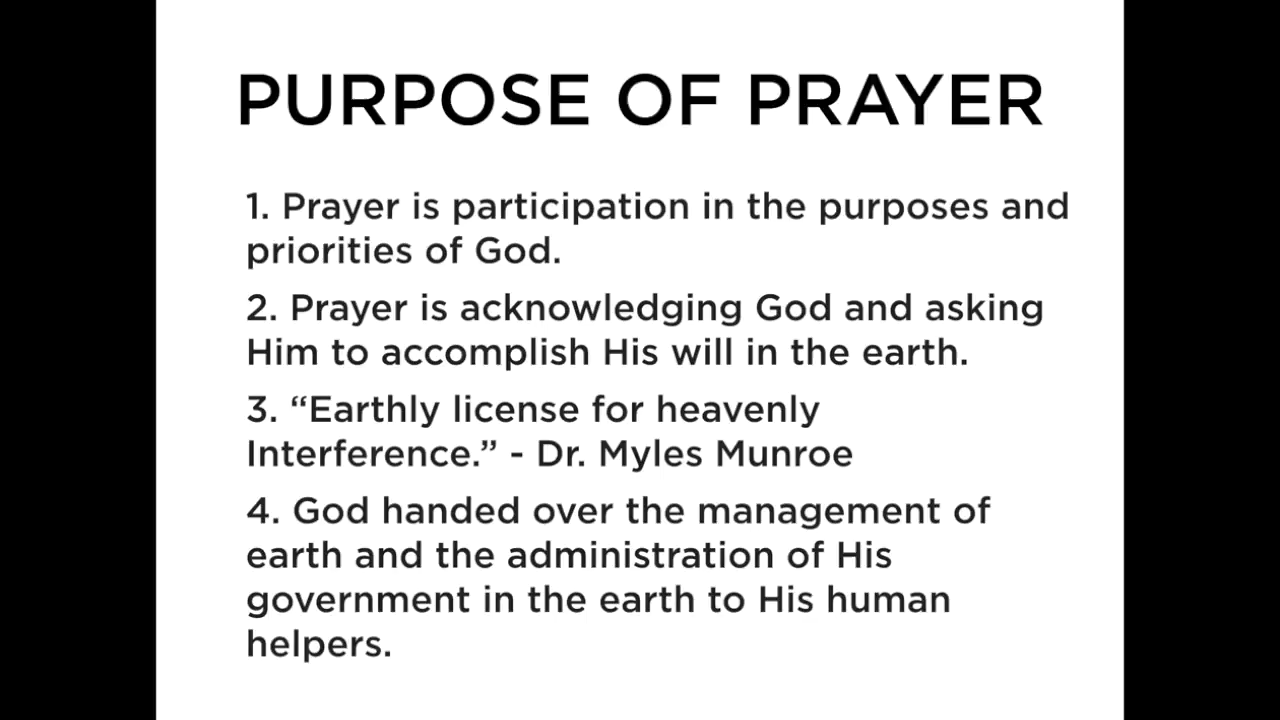 PURPOSE OF PRAYER
1. Prayer is participation in the purposes and
priorities of God.
2. Prayer is acknowledging God and asking
Him to accomplish His will in the earth.
3. “Earthly license for heavenly
Interference.” - Dr. Myles Munroe
4. God handed over the management of
earth and the administration of His
government in the earth to His human
helpers.